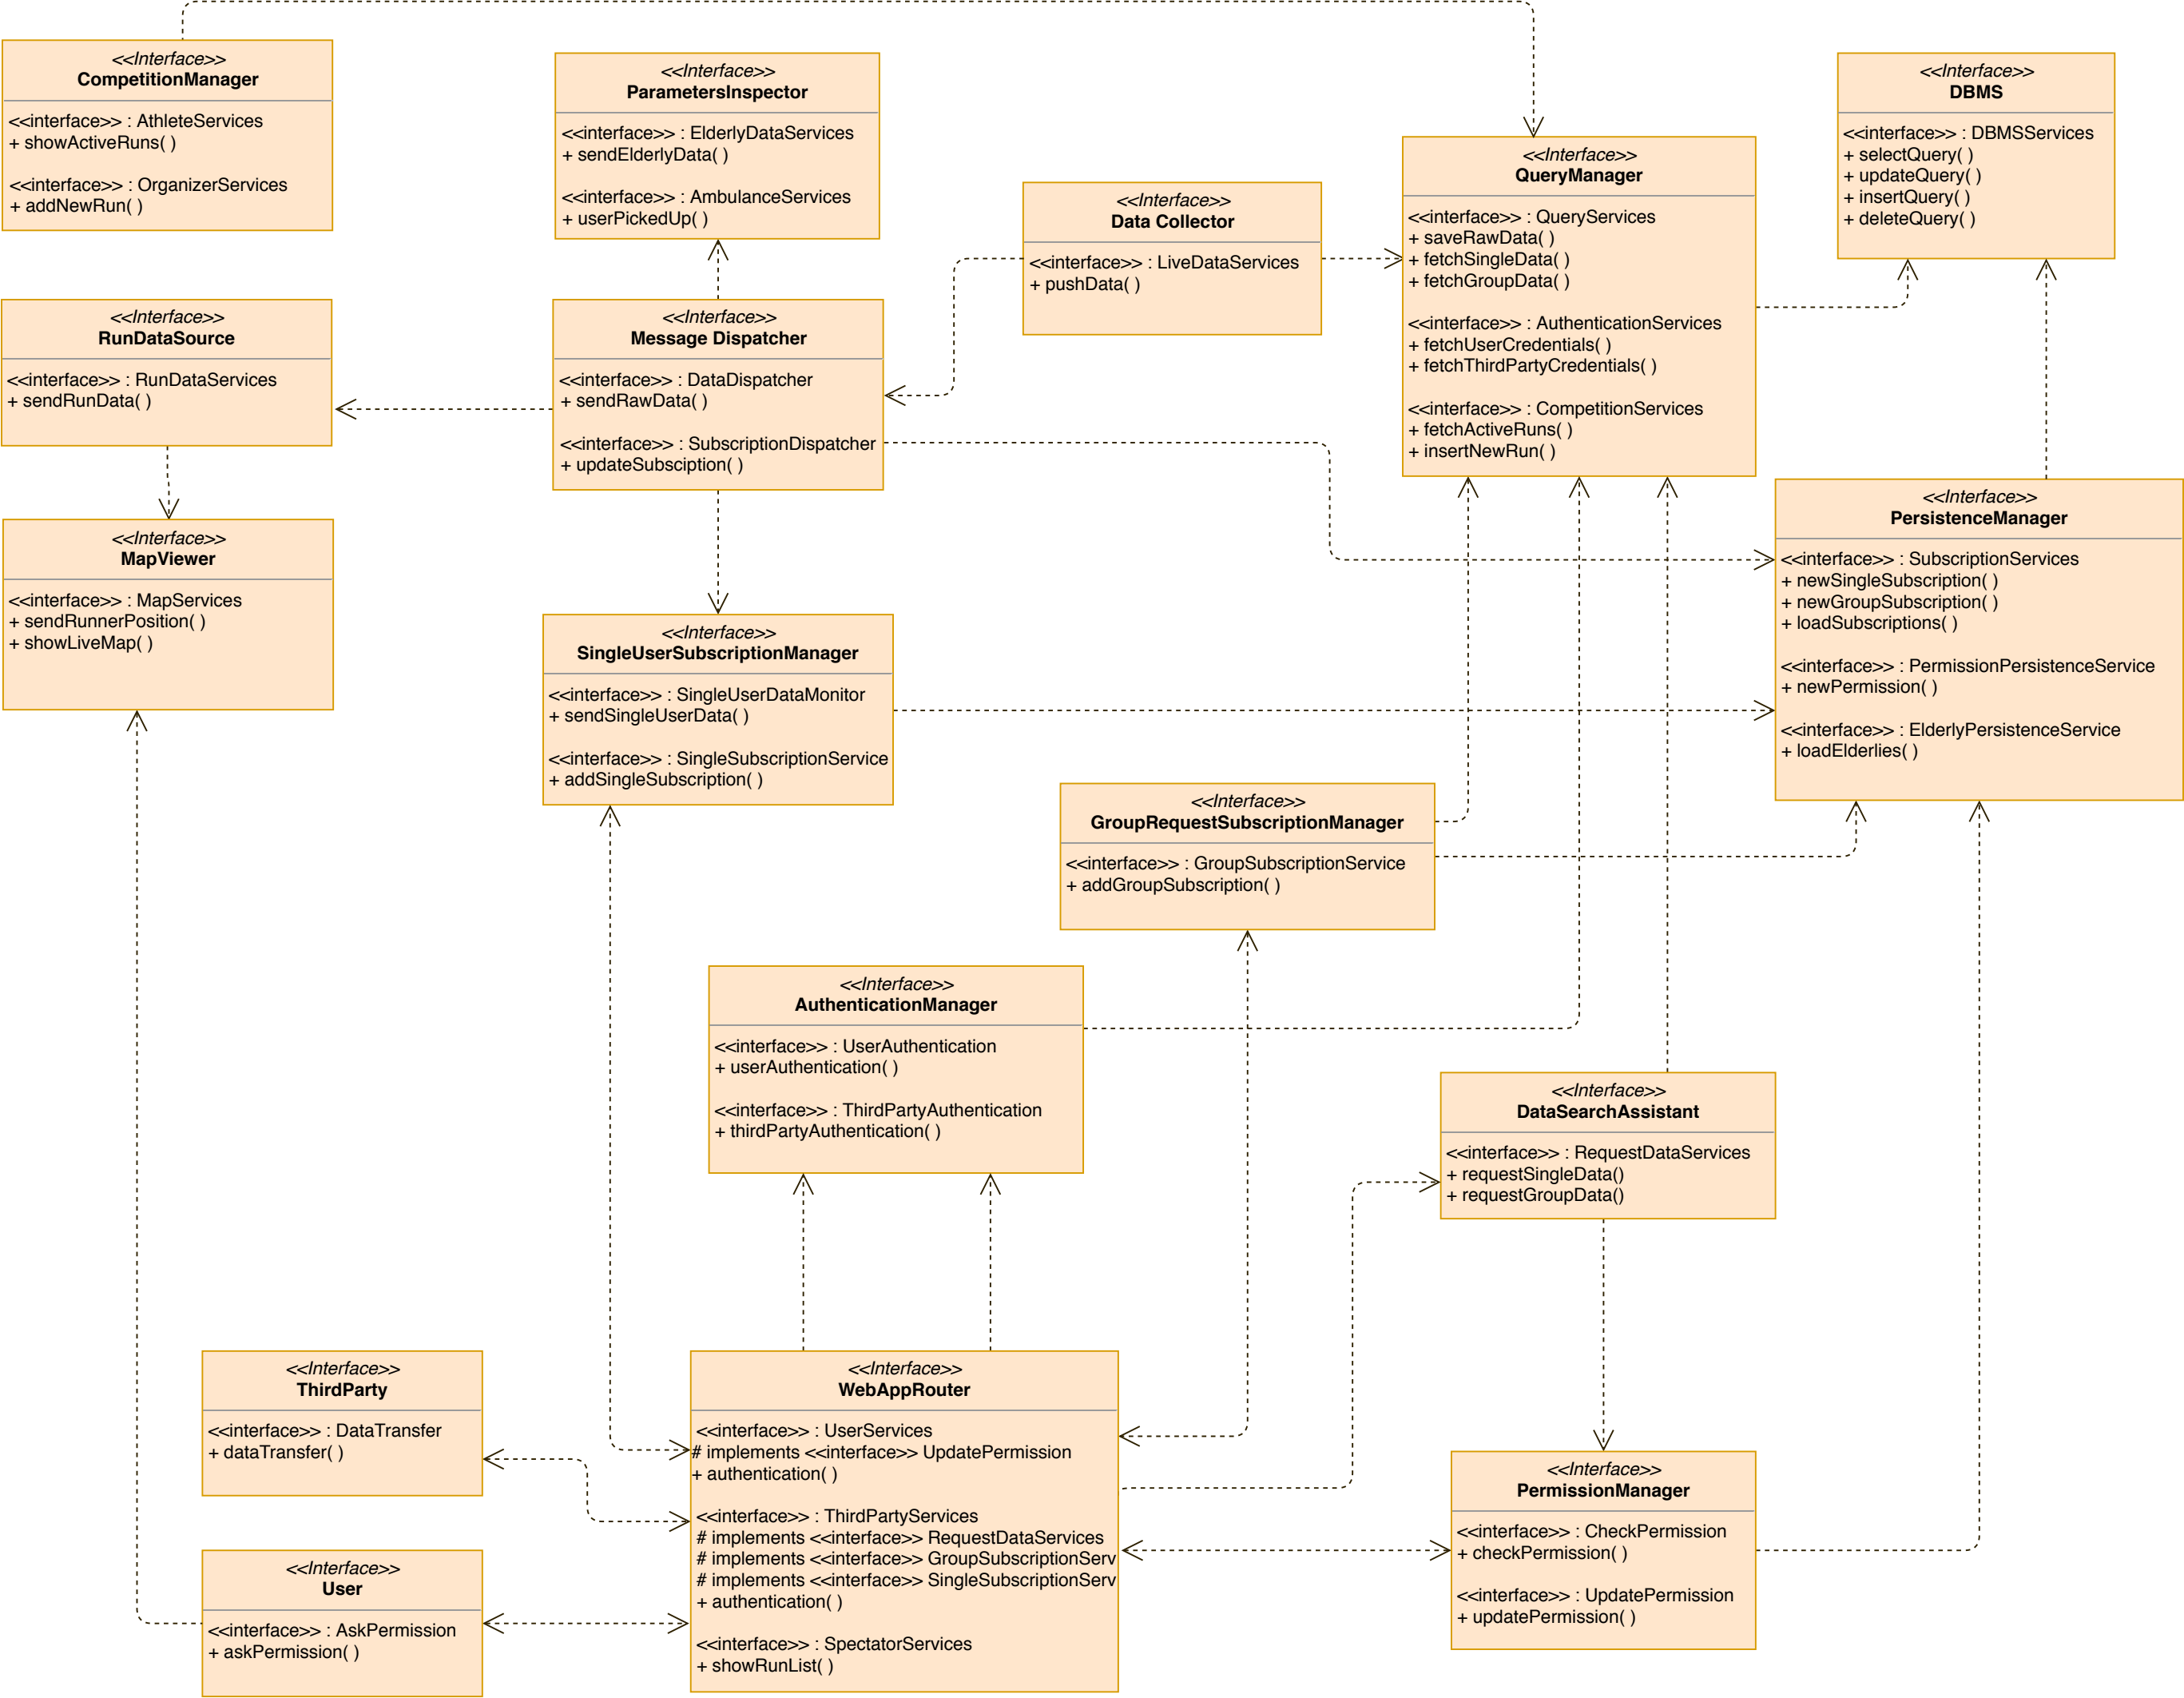 <<Interface>>
CompetitionManager
<<interface>> : AthleteServices
+ showActiveRuns( )
<<interface>> : OrganizerServices
+ addNewRun( )
<<Interface>>
ParametersInspector
<<interface>> : ElderlyDataServices
+ sendElderlyData( )
<<interface>> : AmbulanceServices
+ userPickedUp( )
<<Interface>>
Data Collector
<<interface>> : LiveDataServices
+ pushData( )
<<Interface>>
QueryManager
<<interface>> : QueryServices
+ saveRawData( )
+ fetchSingleData( )
+ fetchGroupData( )
<<interface>> : AuthenticationServices
+ fetchUserCredentials( )
+ fetchThirdPartyCredentials( )
<<interface>> : CompetitionServices
+ fetchActiveRuns( )
+ insertNewRun( )
<<Interface>>
DBMS
<<interface>> : DBMSServices
+ selectQuery( )
+ updateQuery( )
+ insertQuery( )
+ deleteQuery( )
<<Interface>>
RunDataSource
<<interface>> : RunDataServices
+ sendRunData( )
<<Interface>>
Message Dispatcher
<<interface>> : DataDispatcher
+ sendRawData( )
<<interface>> : SubscriptionDispatcher
+ updateSubsciption( )
<<Interface>>
PersistenceManager
<<interface>> : SubscriptionServices
+ newSingleSubscription( )
+ newGroupSubscription( )
+ loadSubscriptions( )
<<interface>> : PermissionPersistenceService
+ newPermission( )
<<interface>> : ElderlyPersistenceService
+ loadElderlies( )
<<Interface>>
MapViewer
<<interface>> : MapServices
+ sendRunnerPosition( )
+ showLiveMap( )
<<Interface>>
SingleUserSubscriptionManager
<<interface>> : SingleUserDataMonitor
+ sendSingleUserData( )
<<interface>> : SingleSubscriptionService
+ addSingleSubscription( )
<<Interface>>
GroupRequestSubscriptionManager
<<interface>> : GroupSubscriptionService
+ addGroupSubscription( )
<<Interface>>
AuthenticationManager
<<interface>> : UserAuthentication
+ userAuthentication( )
<<interface>> : ThirdPartyAuthentication
+ thirdPartyAuthentication( )
<<Interface>>
DataSearchAssistant
<<interface>> : RequestDataServices
+ requestSingleData()
+ requestGroupData()
<<Interface>>
ThirdParty
<<interface>> : DataTransfer
+ dataTransfer( )
<<Interface>>
WebAppRouter
<<interface>> : UserServices
# implements <<interface>> UpdatePermission
+ authentication( )
<<interface>> : ThirdPartyServices
# implements <<interface>> RequestDataServices
# implements <<interface>> GroupSubscriptionServ
# implements <<interface>> SingleSubscriptionServ
+ authentication( )
<<interface>> : SpectatorServices
+ showRunList( )
<<Interface>>
PermissionManager
<<interface>> : CheckPermission
+ checkPermission( )
<<interface>> : UpdatePermission
+ updatePermission( )
<<Interface>>
User
<<interface>> : AskPermission
+ askPermission( )